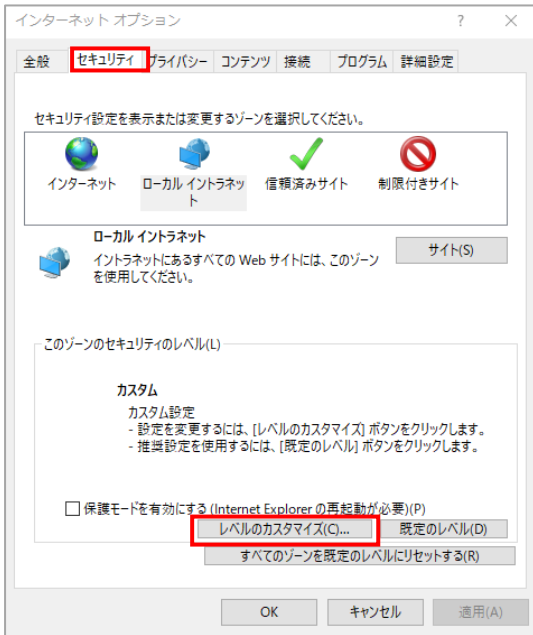 インターネット オプション
?
×
全般 セキュリティ プライバシー コンテンツ 接続 プログラム 詳細設定
セキュリティ設定を表示または変更するゾーンを選択してください。
インターネット ローカル イントラネッ 信頼済みサイト 制限付きサイト
ト
ローカル イントラネット
サイト(S)
イントラネットにあるすべての Web サイトには、このゾーン
を使用してください。
このゾーンのセキュリティのレベル(L)
カスタム
カスタム設定
- 設定を変更するには、[レベルのカスタマイズ] ボタンをクリックします。
- 推奨設定を使用するには、[既定のレベル] ボタンをクリックします。
保護モードを有効にする (Internet Explorer の再起動が必要)(P)
レベルのカスタマイズ(C)... 既定のレベル(D)
すべてのゾーンを既定のレベルにリセットする(R)
OK キャンセル 適用(A)